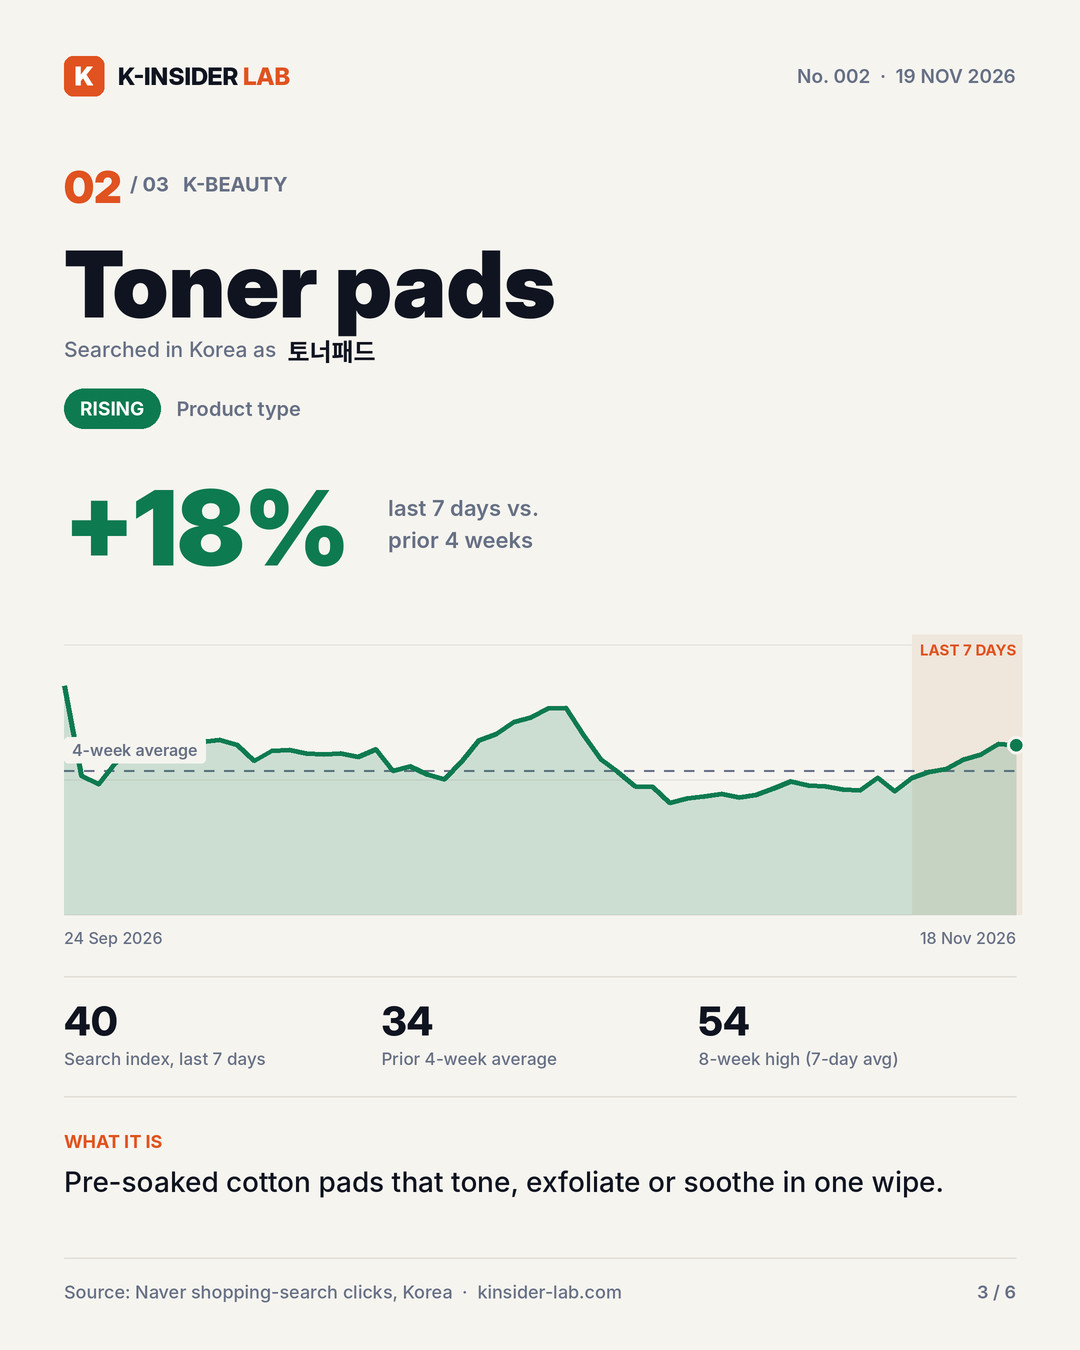 K K-INSIDER LAB
No. 002 · 19 NOV 2026
02 / 03 K-BEAUTY
Toner pads
Searched in Korea as 토너패드
RISING Product type
+18%
last 7 days vs.
prior 4 weeks
LAST 7 DAYS
4-week average
24 Sep 2026
18 Nov 2026
40
Search index, last 7 days
34
Prior 4-week average
54
8-week high (7-day avg)
WHAT IT IS
Pre-soaked cotton pads that tone, exfoliate or soothe in one wipe.
Source: Naver shopping-search clicks, Korea · kinsider-lab.com
3 / 6